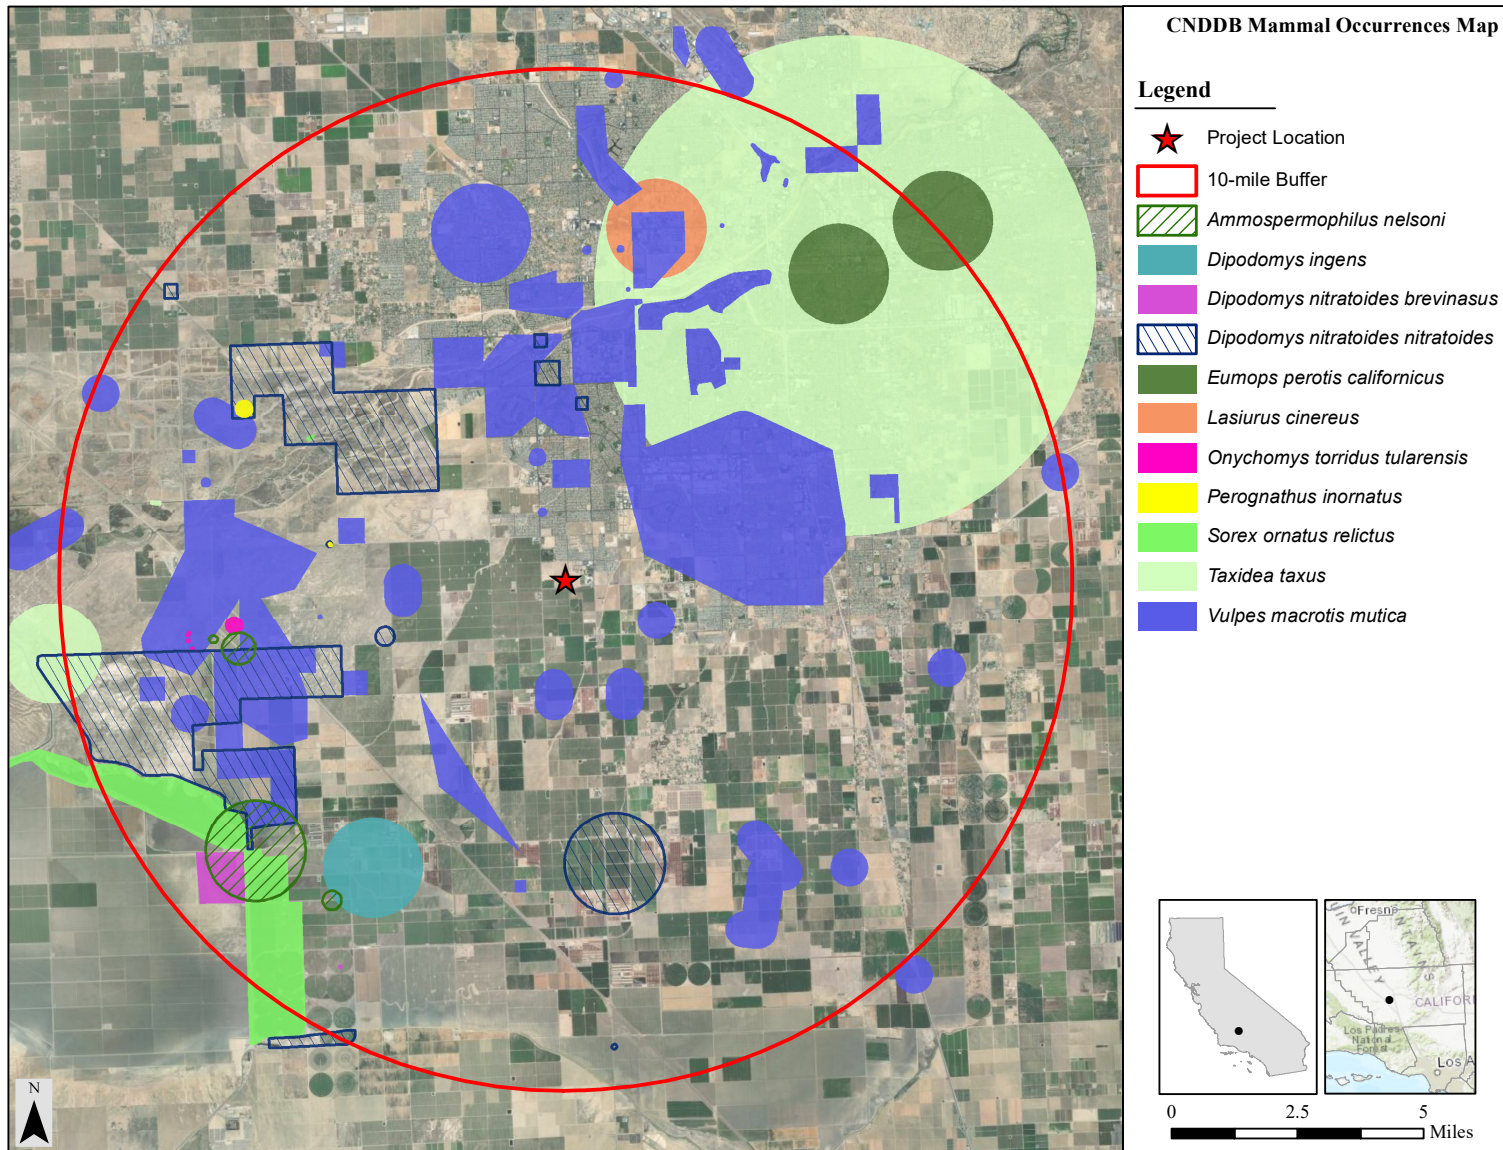 CNDDB Mammal Occurrences Map
Legend
Project Location
10-mile Buffer
Ammospermophilus nelsoni
Dipodomys ingens
Dipodomys nitratoides brevinasus
Dipodomys nitratoides nitratoides
Eumops perotis californicus
Lasiurus cinereus
Onychomys torridus tularensis
Perognathus inornatus
Sorex ornatus relictus
Taxidea taxus
Vulpes macrotis mutica
Fresno
VALLEY
CALIFOR
Los Padres
National
Forest
Los A
0 2.5 5
Miles
N